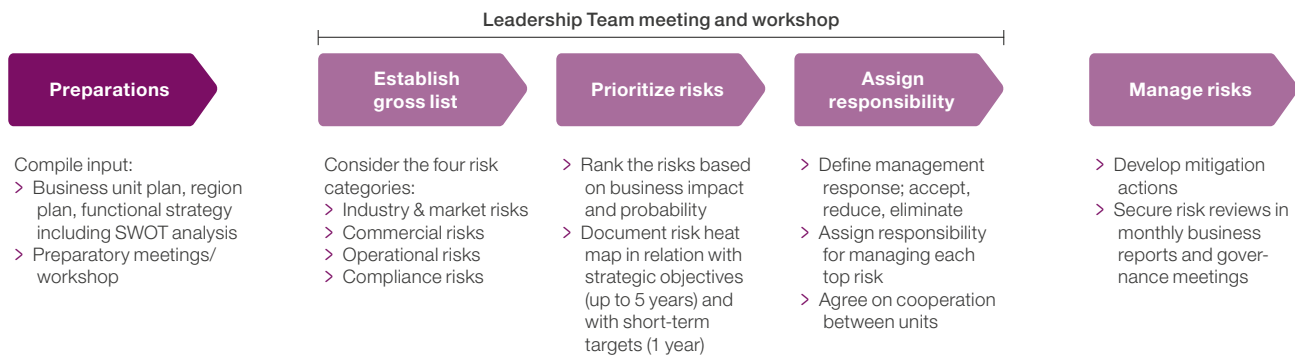 Leadership Team meeting and workshop
Preparations
Establish
gross list
Prioritize risks
Assign
responsibility
Manage risks
Compile input:
> Business unit plan, region
plan, functional strategy
including SWOT analysis
> Preparatory meetings/
workshop
Consider the four risk
categories:
> Industry & market risks
> Commercial risks
> Operational risks
> Compliance risks
> Rank the risks based
on business impact
and probability
> Document risk heat
map in relation with
strategic objectives
(up to 5 years) and
with short-term
targets (1 year)
> Define management
response; accept,
reduce, eliminate
> Assign responsibility
for managing each
top risk
> Agree on cooperation
between units
> Develop mitigation
actions
> Secure risk reviews in
monthly business
reports and gover-
nance meetings